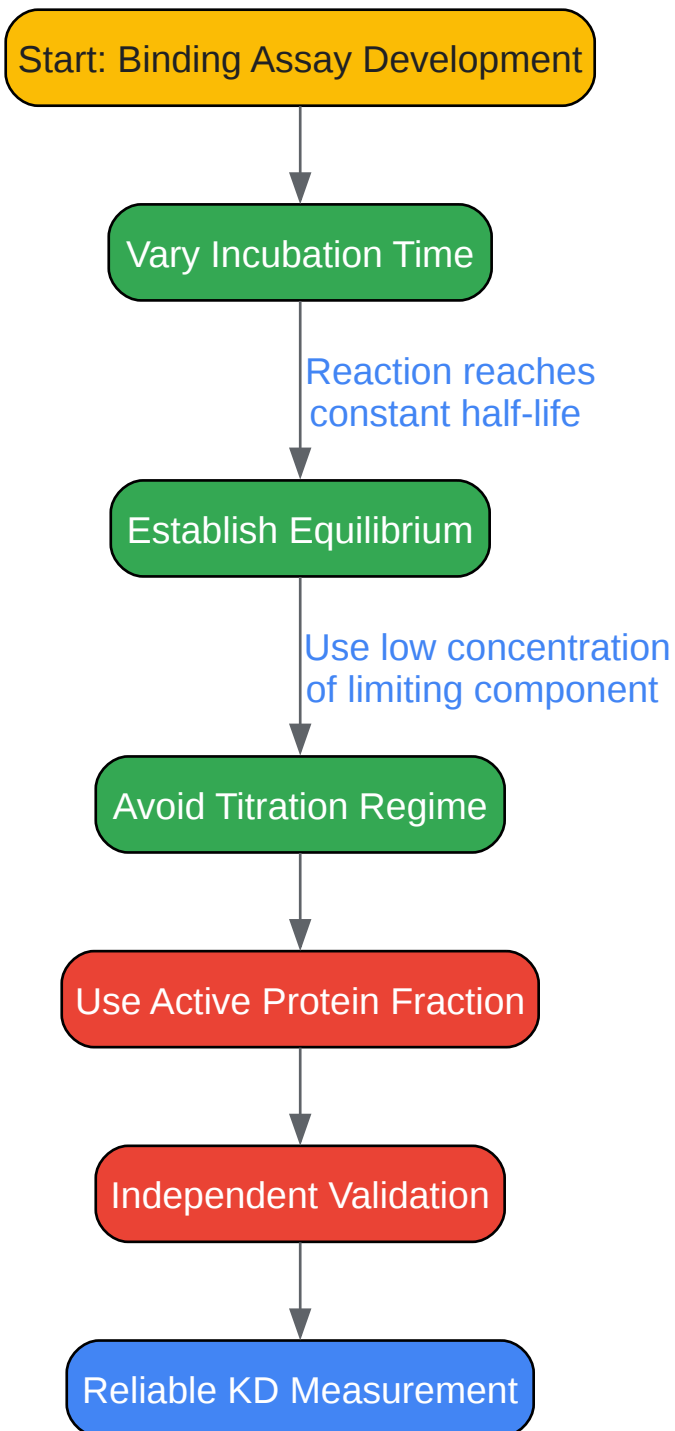 Start: Binding Assay Development
Vary Incubation Time
Reaction reaches
constant half-life
Establish Equilibrium
Use low concentration
of limiting component
Avoid Titration Regime
Use Active Protein Fraction
Independent Validation
Reliable KD Measurement